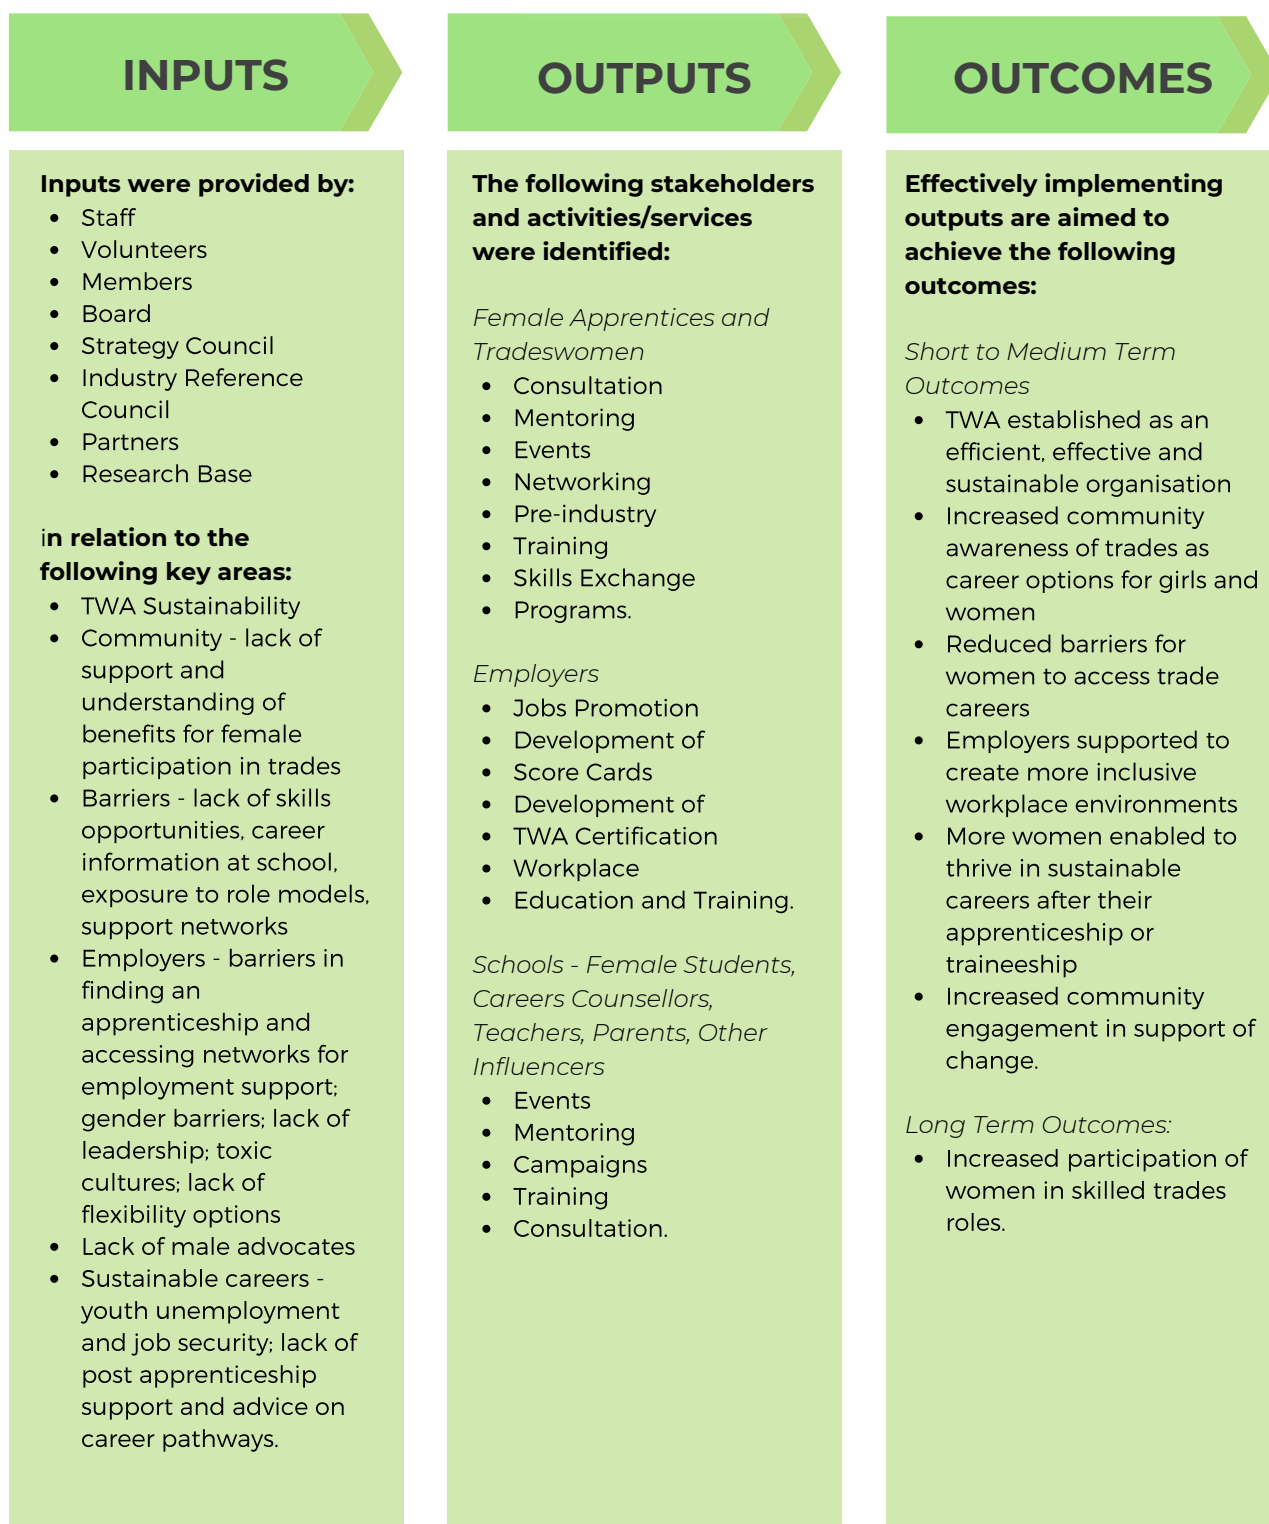 INPUTS
Inputs were provided by:
• Staff
• Volunteers
• Members
• Board
• Strategy Council
• Industry Reference
Council
• Partners
• Research Base
in relation to the
following key areas:
• TWA Sustainability
• Community - lack of
support and
understanding of
benefits for female
participation in trades
• Barriers - lack of skills
opportunities, career
information at school,
exposure to role models,
support networks
• Employers - barriers in
finding an
apprenticeship and
accessing networks for
employment support;
gender barriers; lack of
leadership; toxic
cultures; lack of
flexibility options
• Lack of male advocates
• Sustainable careers -
youth unemployment
and job security; lack of
post apprenticeship
support and advice on
career pathways.
OUTPUTS
The following stakeholders
and activities/services
were identified:
Female Apprentices and
Tradeswomen
• Consultation
• Mentoring
• Events
• Networking
• Pre-industry
• Training
• Skills Exchange
• Programs.
Employers
• Jobs Promotion
• Development of
• Score Cards
• Development of
• TWA Certification
• Workplace
• Education and Training.
Schools - Female Students,
Careers Counsellors,
Teachers, Parents, Other
Influencers
• Events
• Mentoring
• Campaigns
• Training
• Consultation.
OUTCOMES
Effectively implementing
outputs are aimed to
achieve the following
outcomes:
Short to Medium Term
Outcomes
• TWA established as an
efficient, effective and
sustainable organisation
• Increased community
awareness of trades as
career options for girls and
women
• Reduced barriers for
women to access trade
careers
• Employers supported to
create more inclusive
workplace environments
• More women enabled to
thrive in sustainable
careers after their
apprenticeship or
traineeship
• Increased community
engagement in support of
change.
Long Term Outcomes:
• Increased participation of
women in skilled trades
roles.